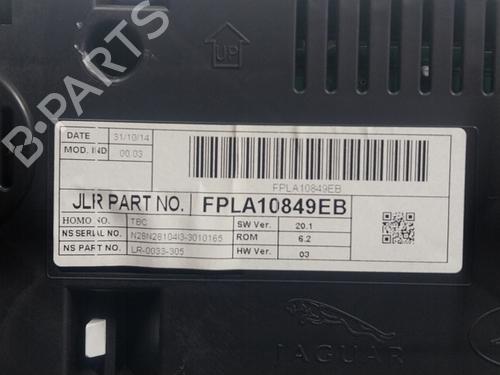 UP
DATE 31/10/14
MOD. IND 00.03
FPLA10849EB
JLR PART NO. FPLA10849EB
HOMO NO. TBC SW Ver. 20.1
NS SERIAL NO. N28N28104I3-3010165 ROM 6.2
NS PART NO. LR-0033-305 HW Ver. 03
JAGUAR
B-PARTS